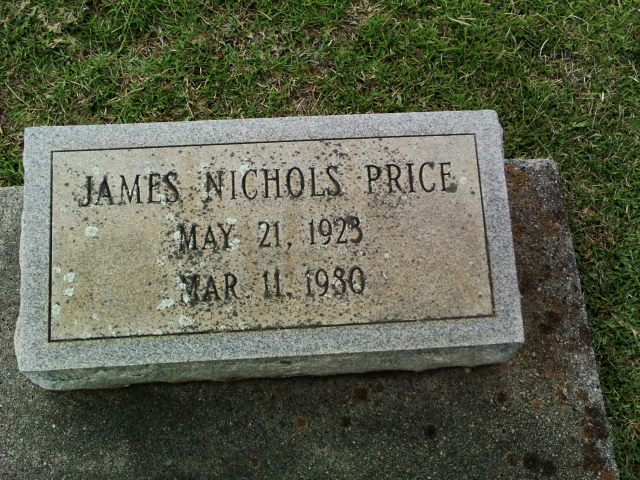 JAMES NICHOLS PRICE
MAY 21, 1923
MAR. 11, 1980